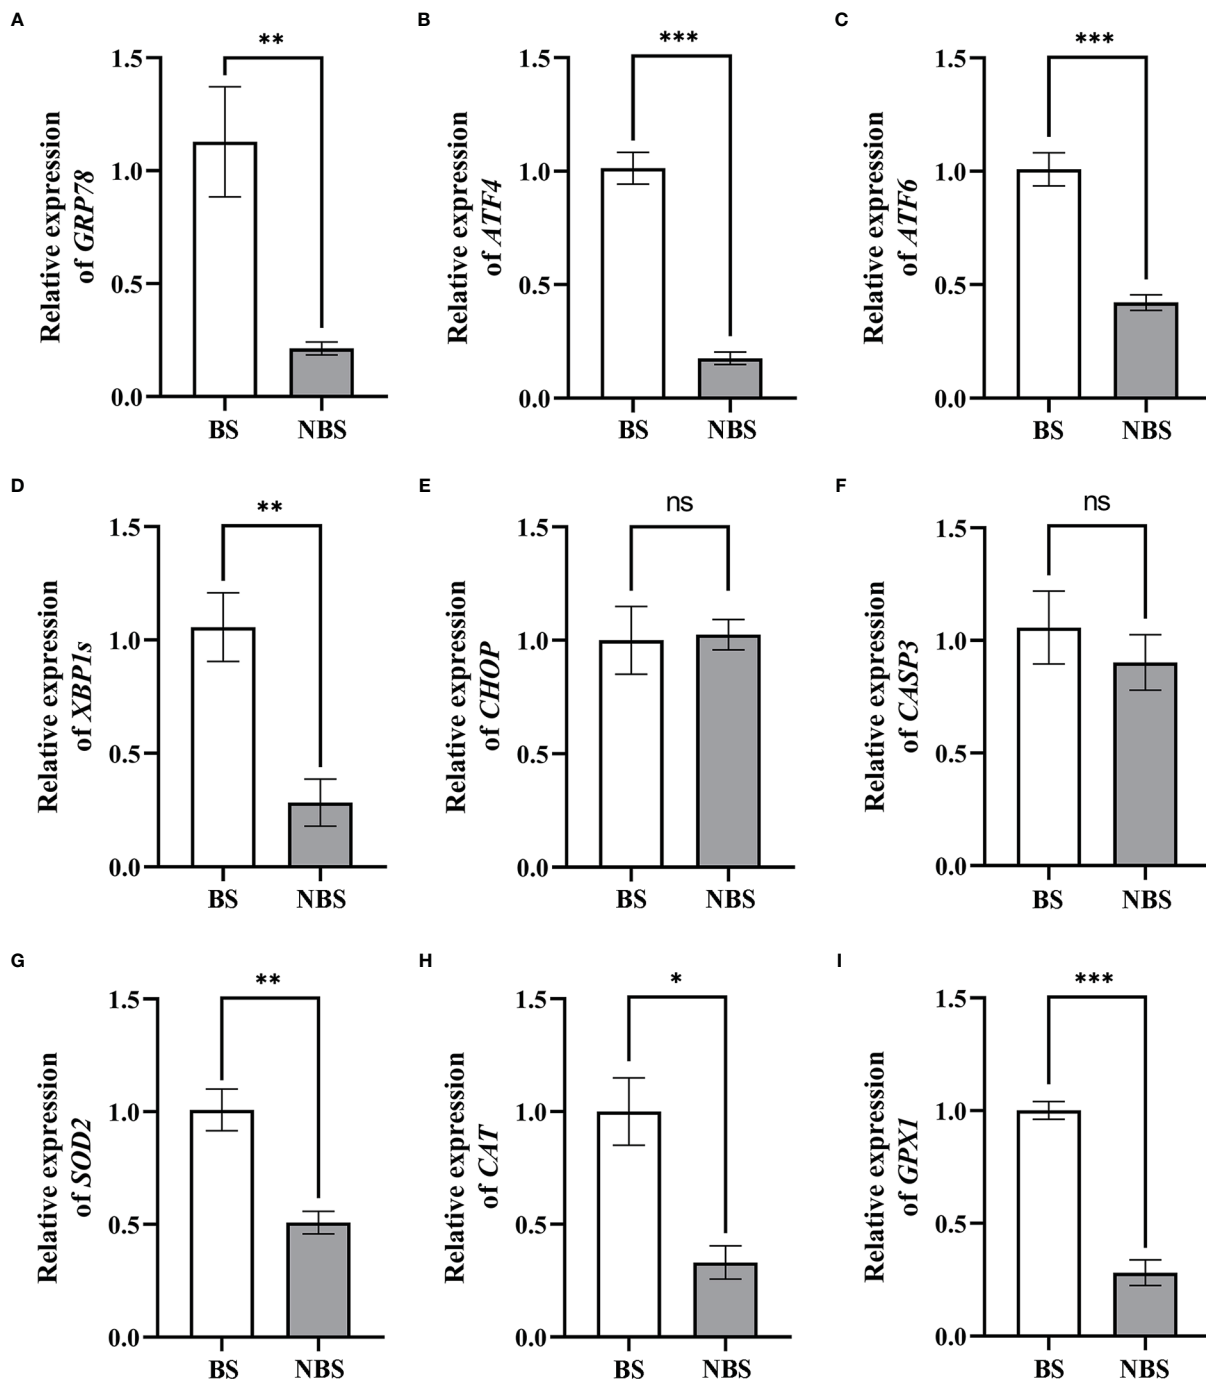 A
Relative expression
of GRP78
1.5
1.0
0.5
0.0
**
BS
NBS
B
Relative expression
of ATF4
1.5
1.0
0.5
0.0
***
BS
NBS
C
Relative expression
of ATF6
1.5
1.0
0.5
0.0
***
BS
NBS
D
Relative expression
of XBP1s
1.5
1.0
0.5
0.0
**
BS
NBS
E
Relative expression
of CHOP
1.5
1.0
0.5
0.0
ns
BS
NBS
F
Relative expression
of CASP3
1.5
1.0
0.5
0.0
ns
BS
NBS
G
Relative expression
of SOD2
1.5
1.0
0.5
0.0
**
BS
NBS
H
Relative expression
of CAT
1.5
1.0
0.5
0.0
*
BS
NBS
I
Relative expression
of GPX1
1.5
1.0
0.5
0.0
***
BS
NBS